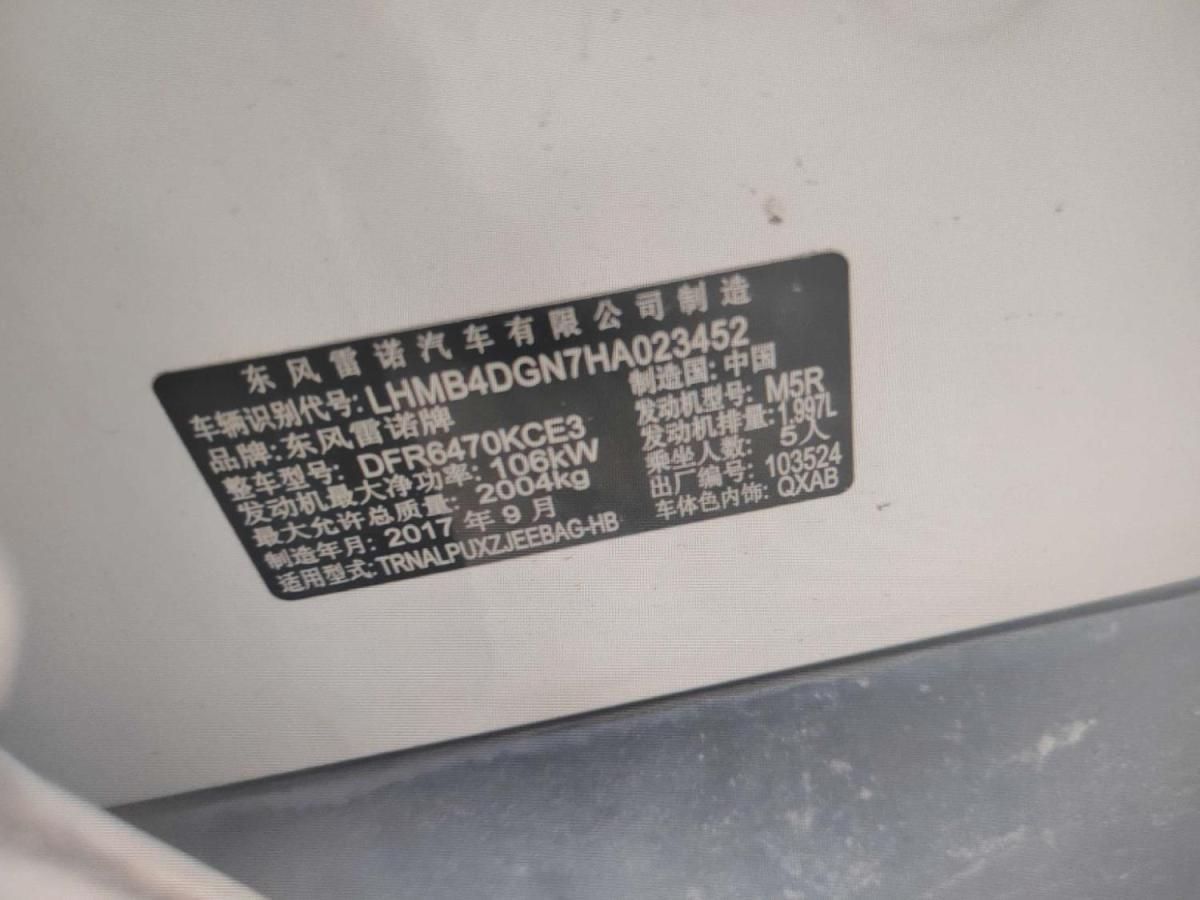 东风雷诺汽车有限公司制造
车辆识别代号: LHMB4DGN7HA023452
品牌: 东风雷诺牌 制造国: 中国
整车型号: DFR6470KCE3 发动机型号: M5R
发动机最大净功率: 106kW 发动机排量: 1.997L
最大允许总质量: 2004kg 乘坐人数: 5人
制造年月: 2017 年 9 月 出厂编号: 103524
适用型式: TRNALPUXZJEEBAG-HB 车体色内饰: QXAB